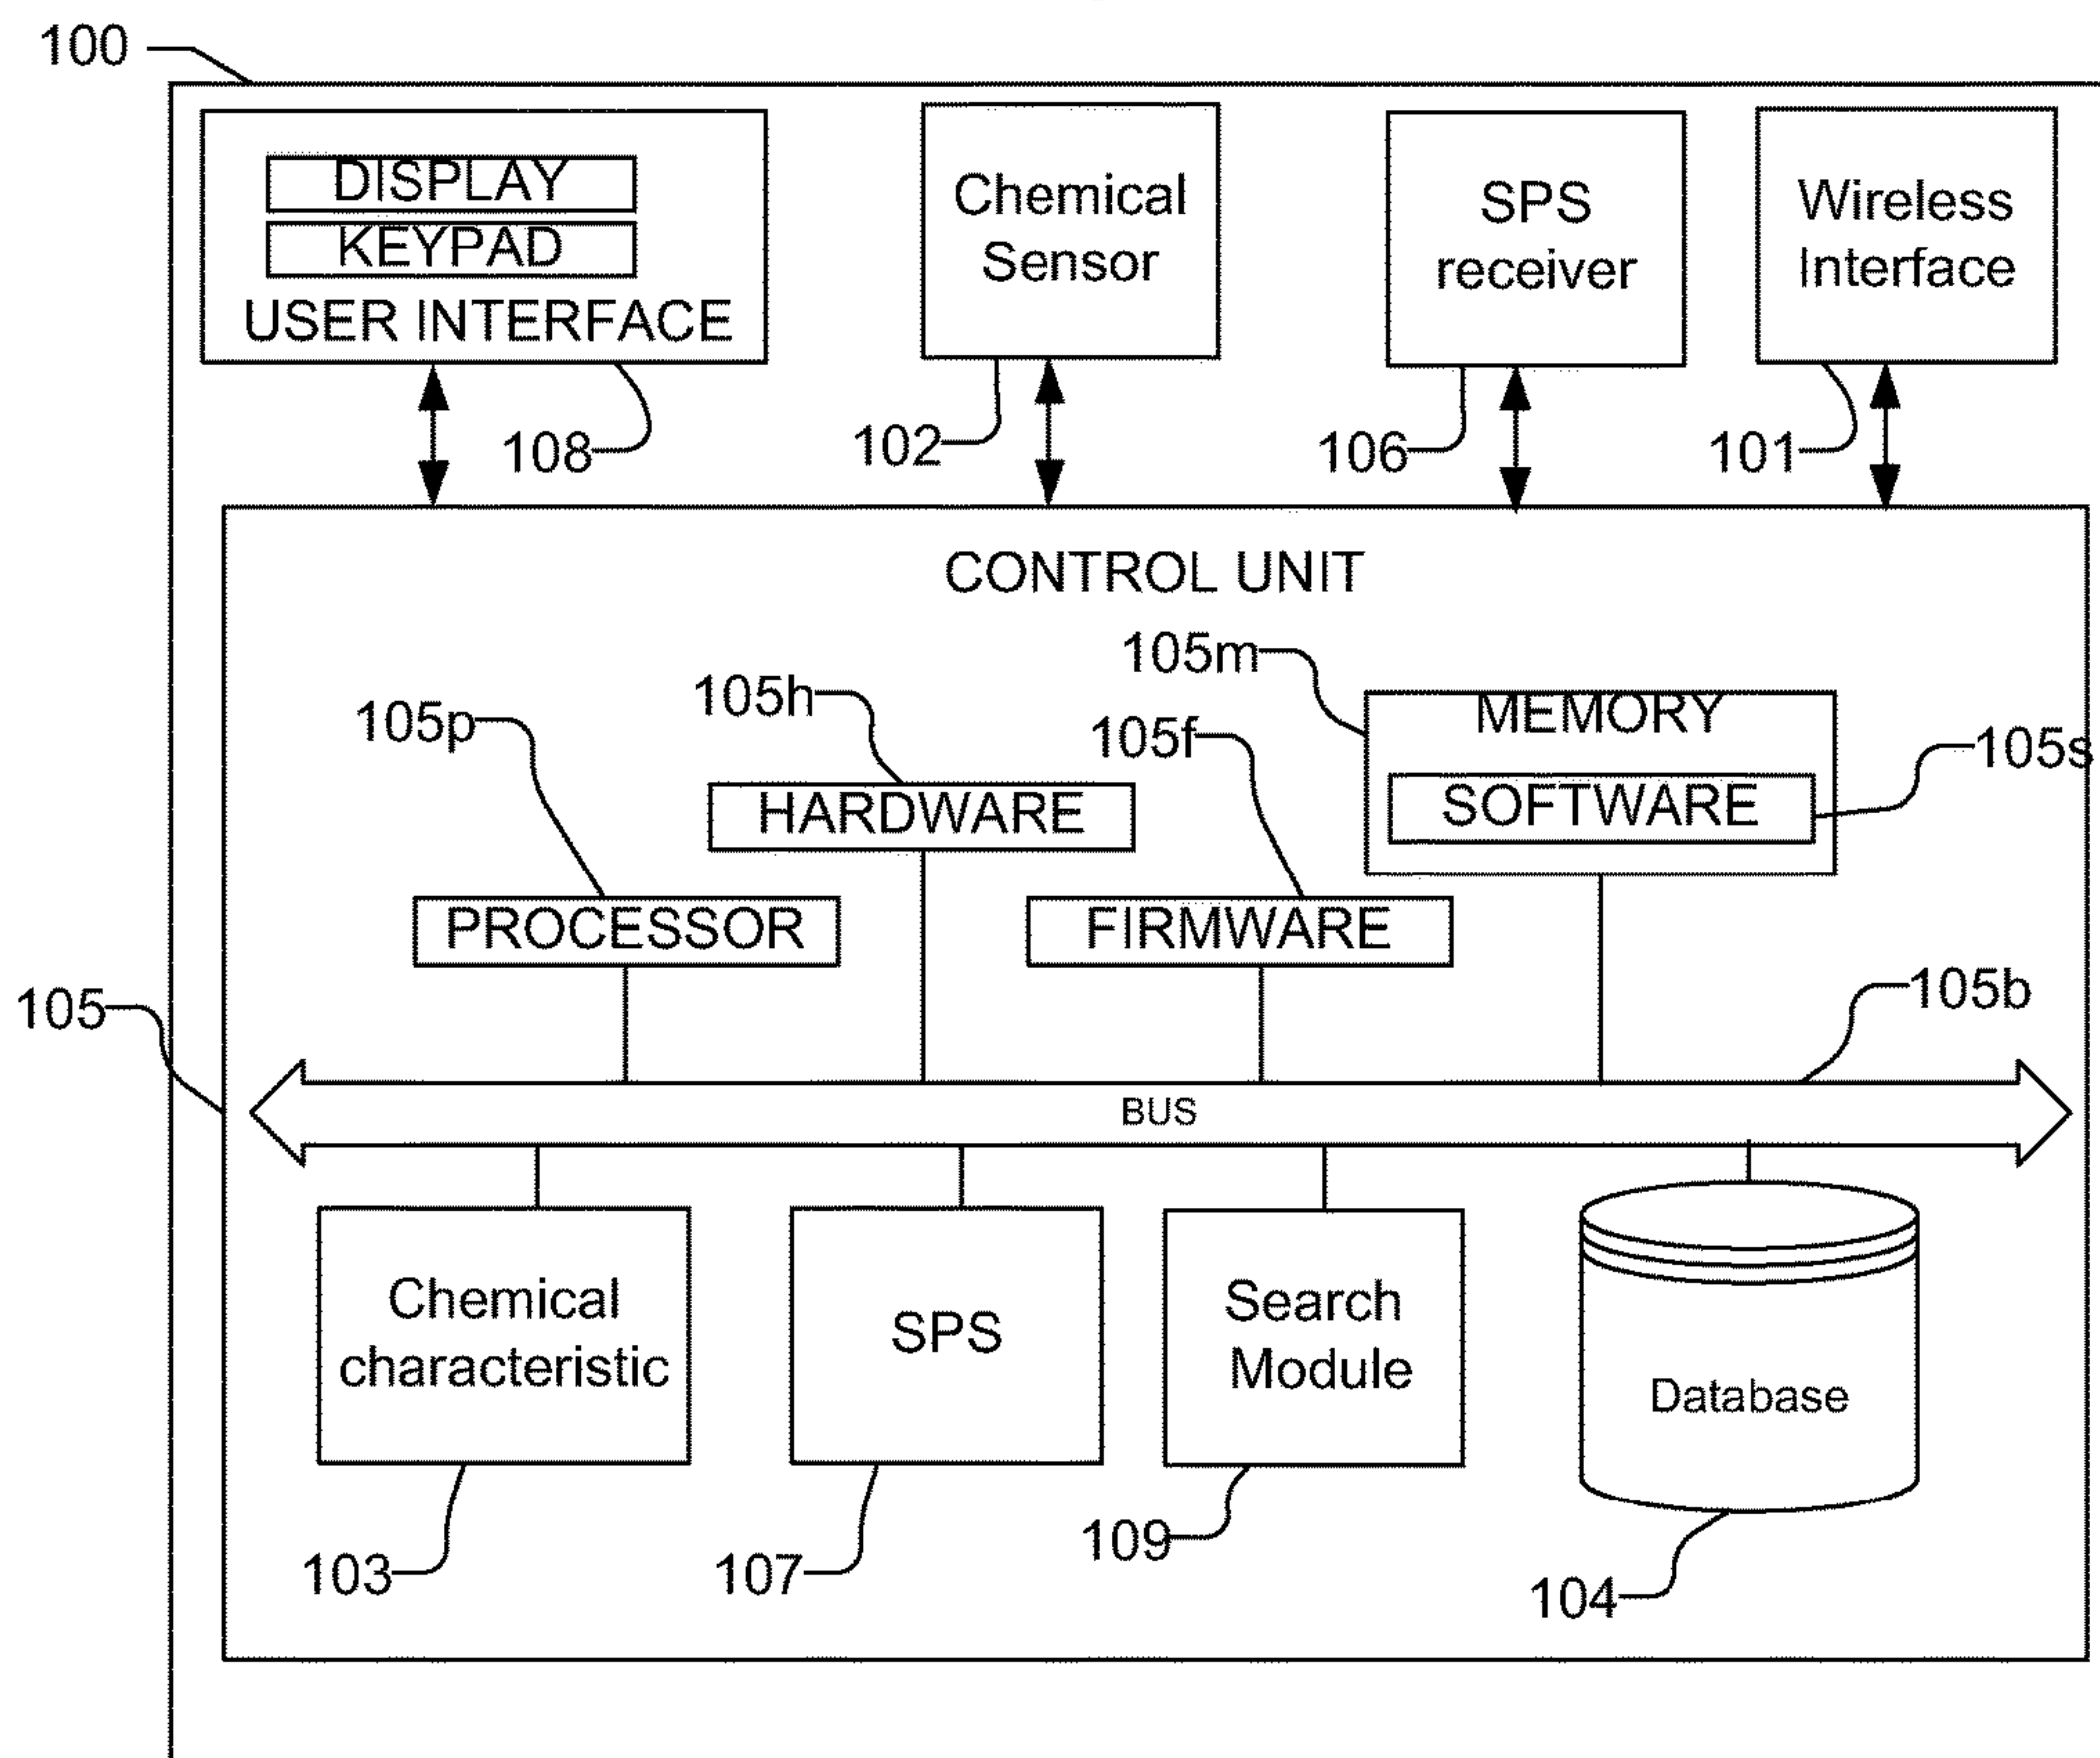 100
DISPLAY
KEYPAD
USER INTERFACE
Chemical
Sensor
SPS
receiver
Wireless
Interface
108
102
106
101
CONTROL UNIT
105m
105h
105p
105f
MEMORY
105s
SOFTWARE
HARDWARE
PROCESSOR
FIRMWARE
105
105b
BUS
Chemical
characteristic
SPS
Search
Module
Database
103
107
109
104